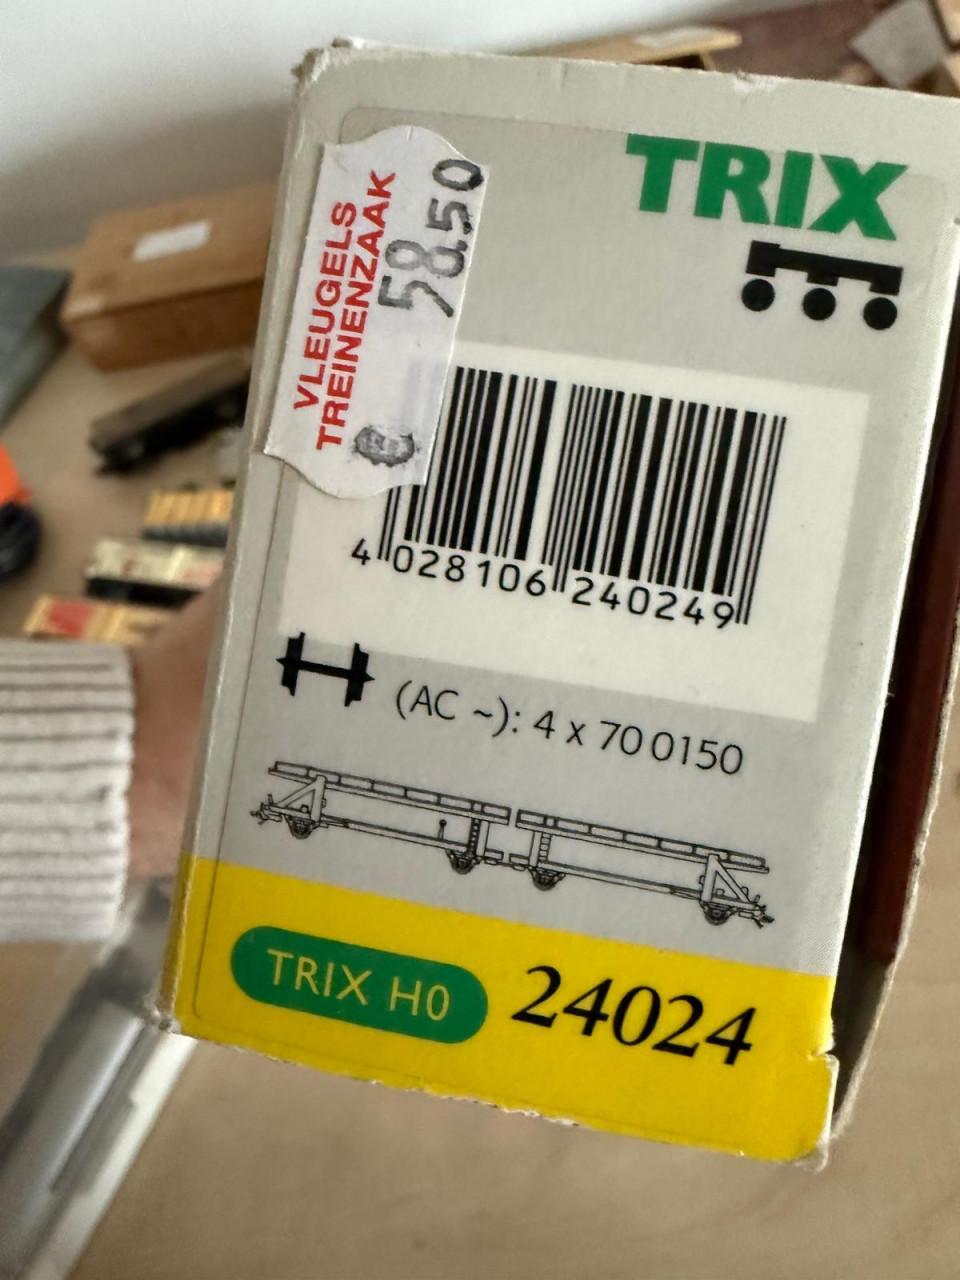 TRIX
VLEUGELS
TREINENZAAK
58.50
€
4 028106 240249
(AC ~): 4 x 70 0150
TRIX H0
24024